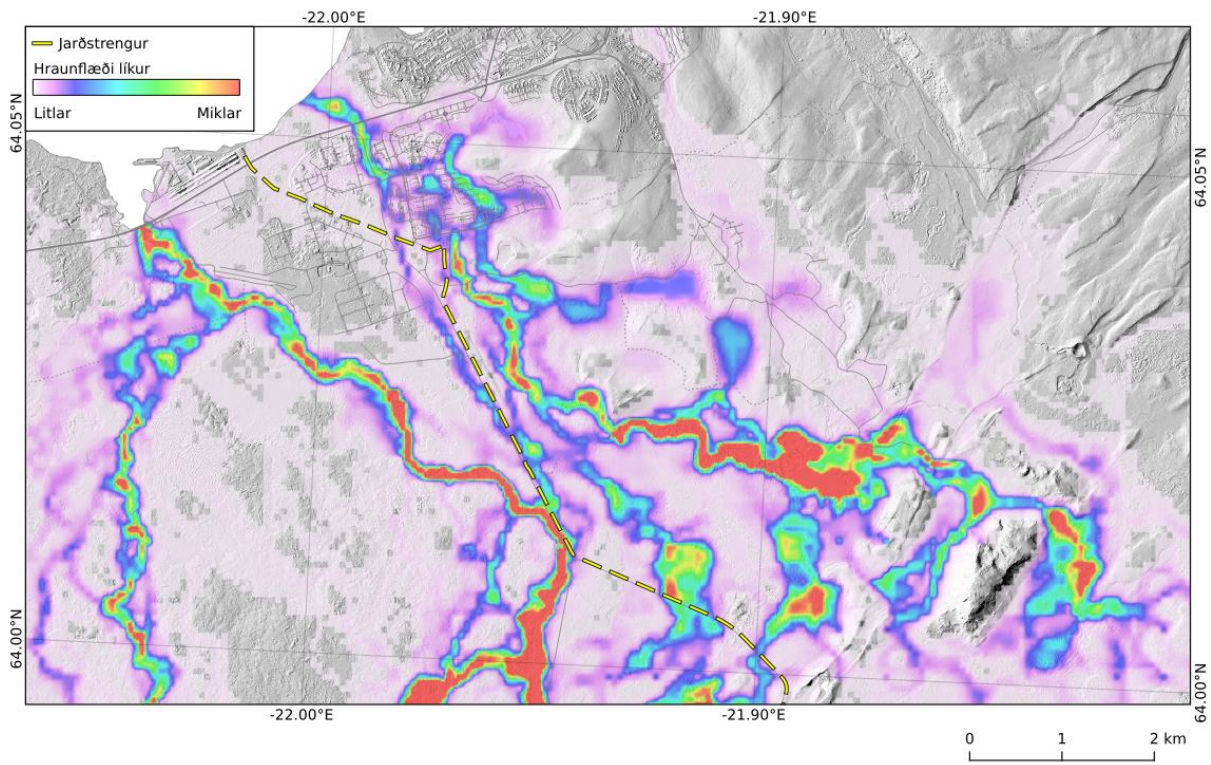 -22.00°E
-21.90°E
Jarðstrengur
Hraunflæði líkur
Litlar
Miklar
64.05°N
64.05°N
64.00°N
64.00°N
-22.00°E
-21.90°E
0
1
2 km